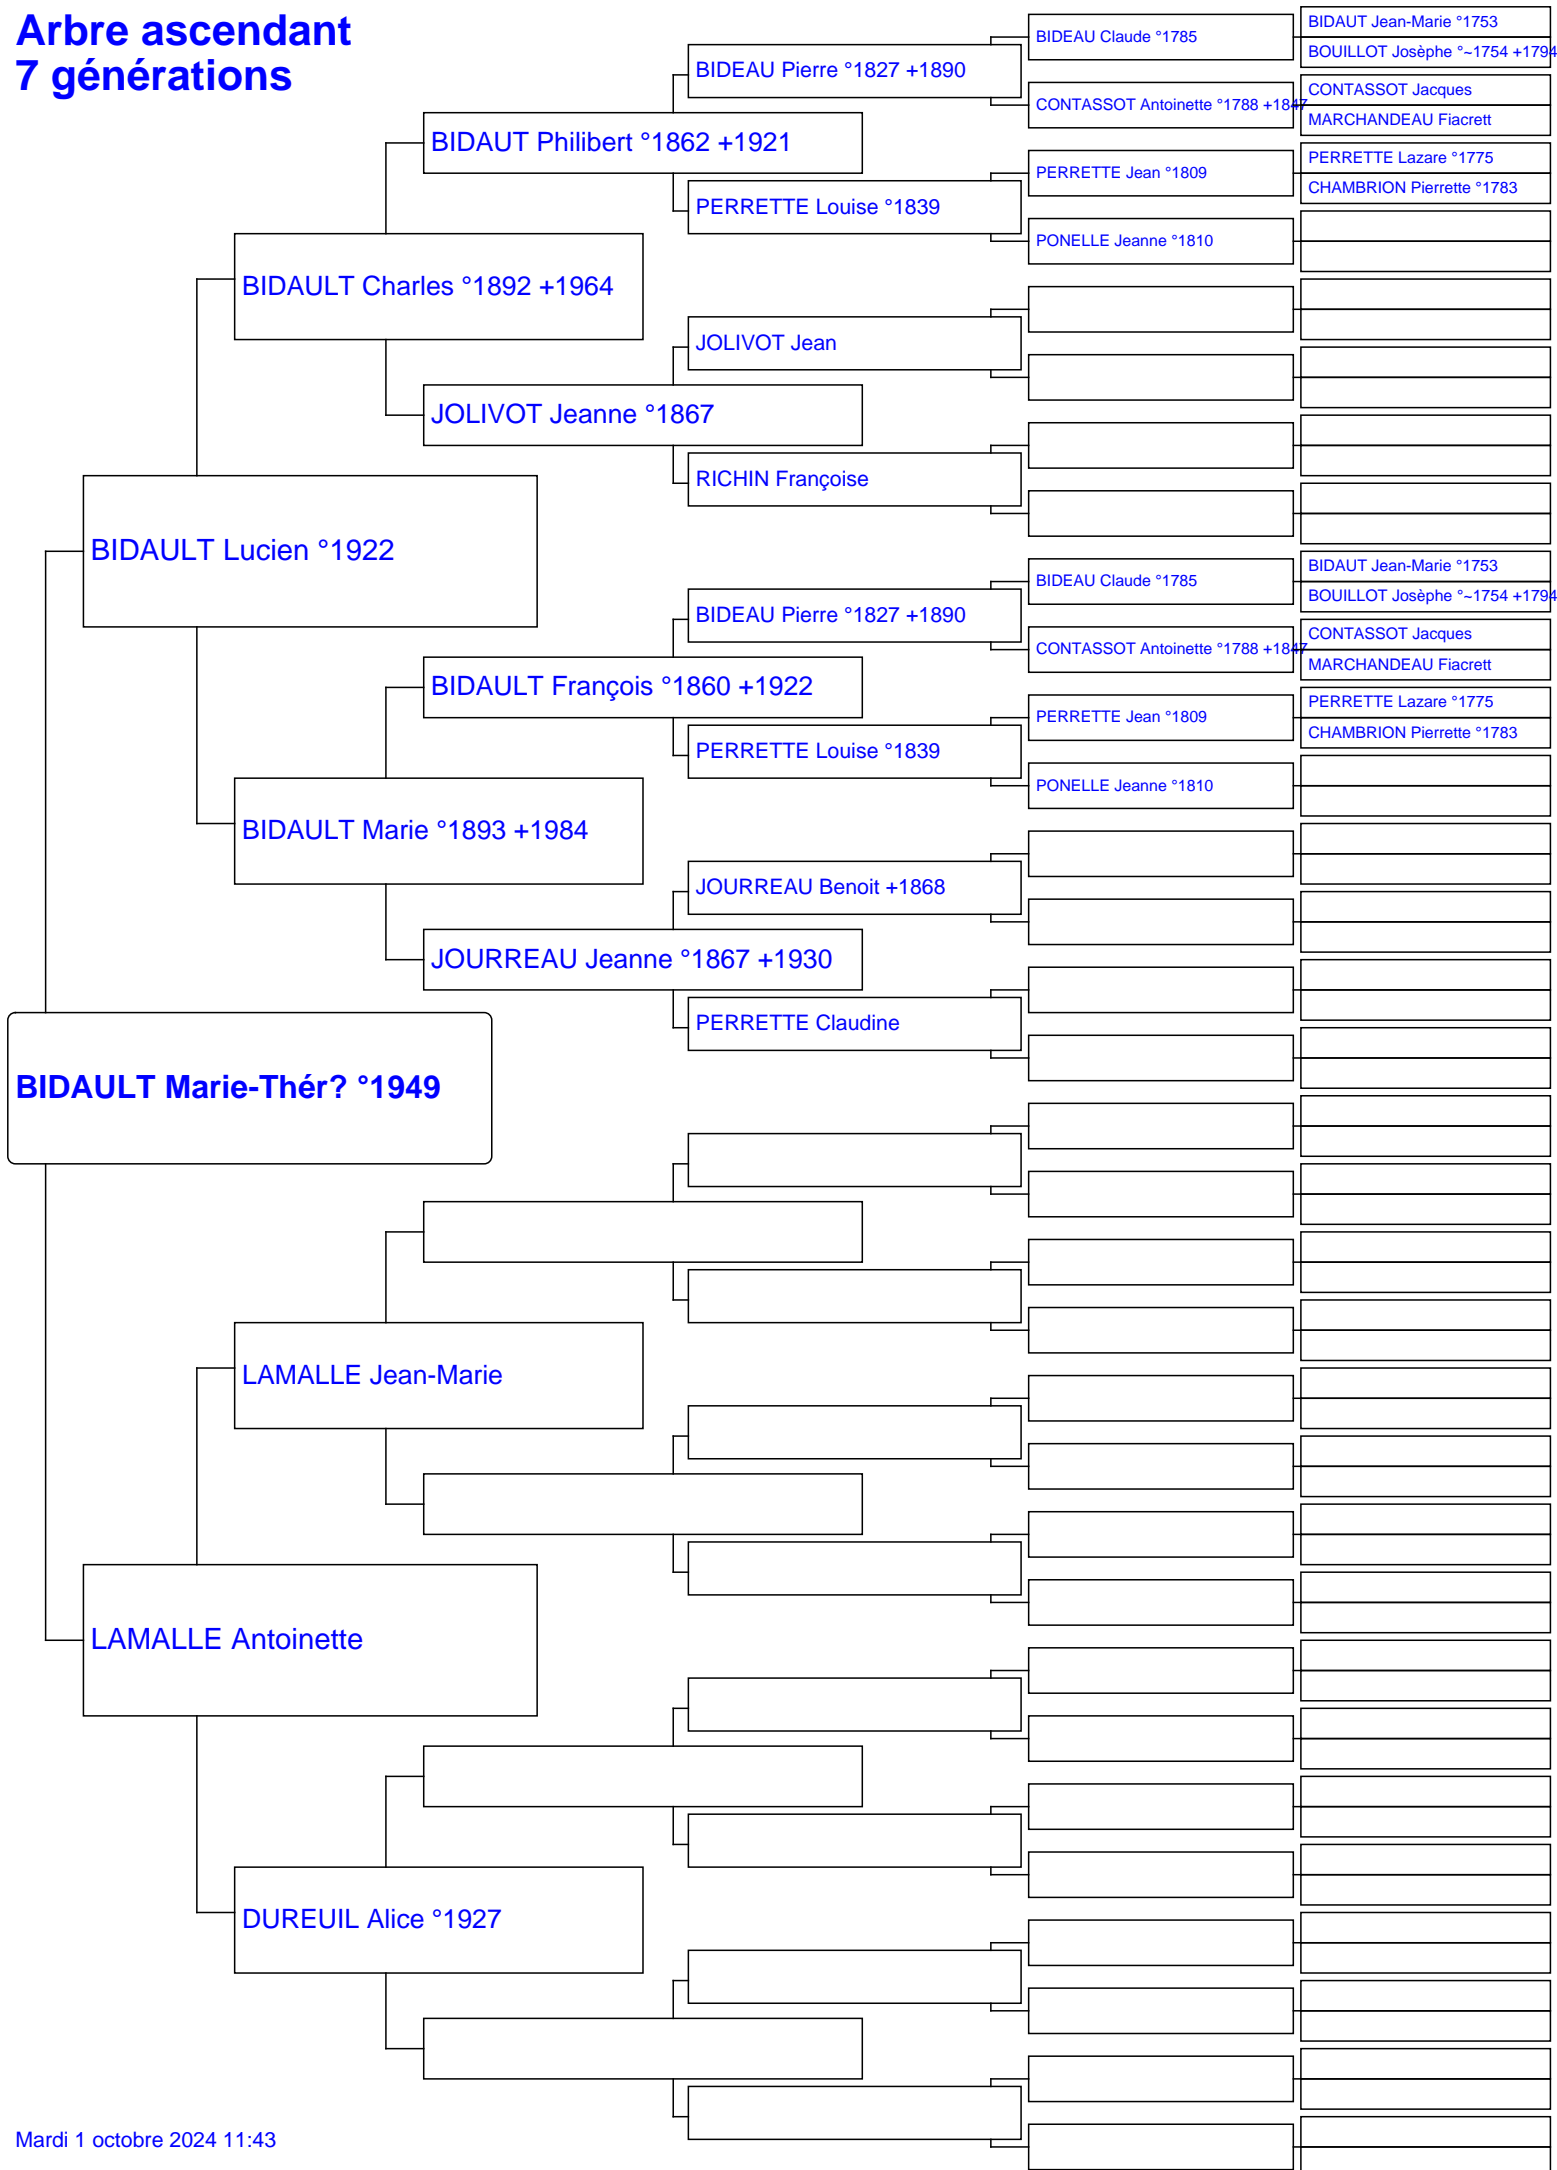 Arbre ascendant
7 générations
BIDAULT Marie-Thér? °1949
BIDAULT Lucien °1922
LAMALLE Antoinette
BIDAULT Charles °1892 +1964
BIDAULT Marie °1893 +1984
LAMALLE Jean-Marie
DUREUIL Alice °1927
BIDAUT Philibert °1862 +1921
JOLIVOT Jeanne °1867
BIDAULT François °1860 +1922
JOURREAU Jeanne °1867 +1930
BIDEAU Pierre °1827 +1890
PERRETTE Louise °1839
JOLIVOT Jean
RICHIN Françoise
BIDEAU Pierre °1827 +1890
PERRETTE Louise °1839
JOURREAU Benoit +1868
PERRETTE Claudine
BIDEAU Claude °1785
CONTASSOT Antoinette °1788 +1847
PERRETTE Jean °1809
PONELLE Jeanne °1810
BIDEAU Claude °1785
CONTASSOT Antoinette °1788 +1847
PERRETTE Jean °1809
PONELLE Jeanne °1810
BIDAUT Jean-Marie °1753
BOUILLOT Josèphe °~1754 +1794
CONTASSOT Jacques
MARCHANDEAU Fiacrett
PERRETTE Lazare °1775
CHAMBRION Pierrette °1783
BIDAUT Jean-Marie °1753
BOUILLOT Josèphe °~1754 +1794
CONTASSOT Jacques
MARCHANDEAU Fiacrett
PERRETTE Lazare °1775
CHAMBRION Pierrette °1783
Mardi 1 octobre 2024 11:43